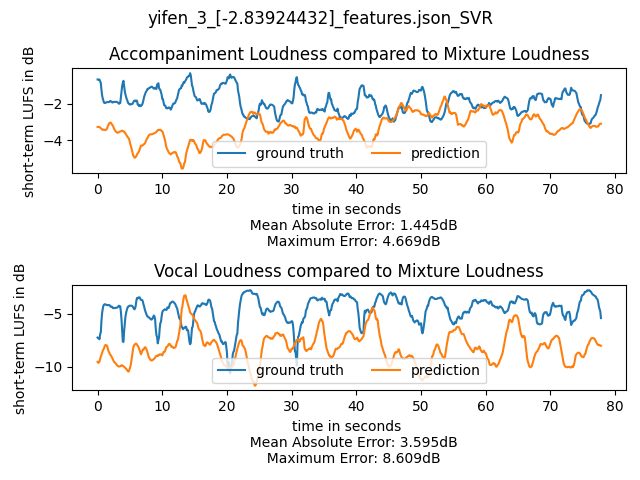 yifen_3_[-2.83924432]_features.json_SVR
Accompaniment Loudness compared to Mixture Loudness
short-term LUFS in dB
−2
−4
ground truth
prediction
0 10 20 30 40 50 60 70 80
time in seconds
Mean Absolute Error: 1.445dB
Maximum Error: 4.669dB
Vocal Loudness compared to Mixture Loudness
short-term LUFS in dB
−5
−10
ground truth
prediction
0 10 20 30 40 50 60 70 80
time in seconds
Mean Absolute Error: 3.595dB
Maximum Error: 8.609dB